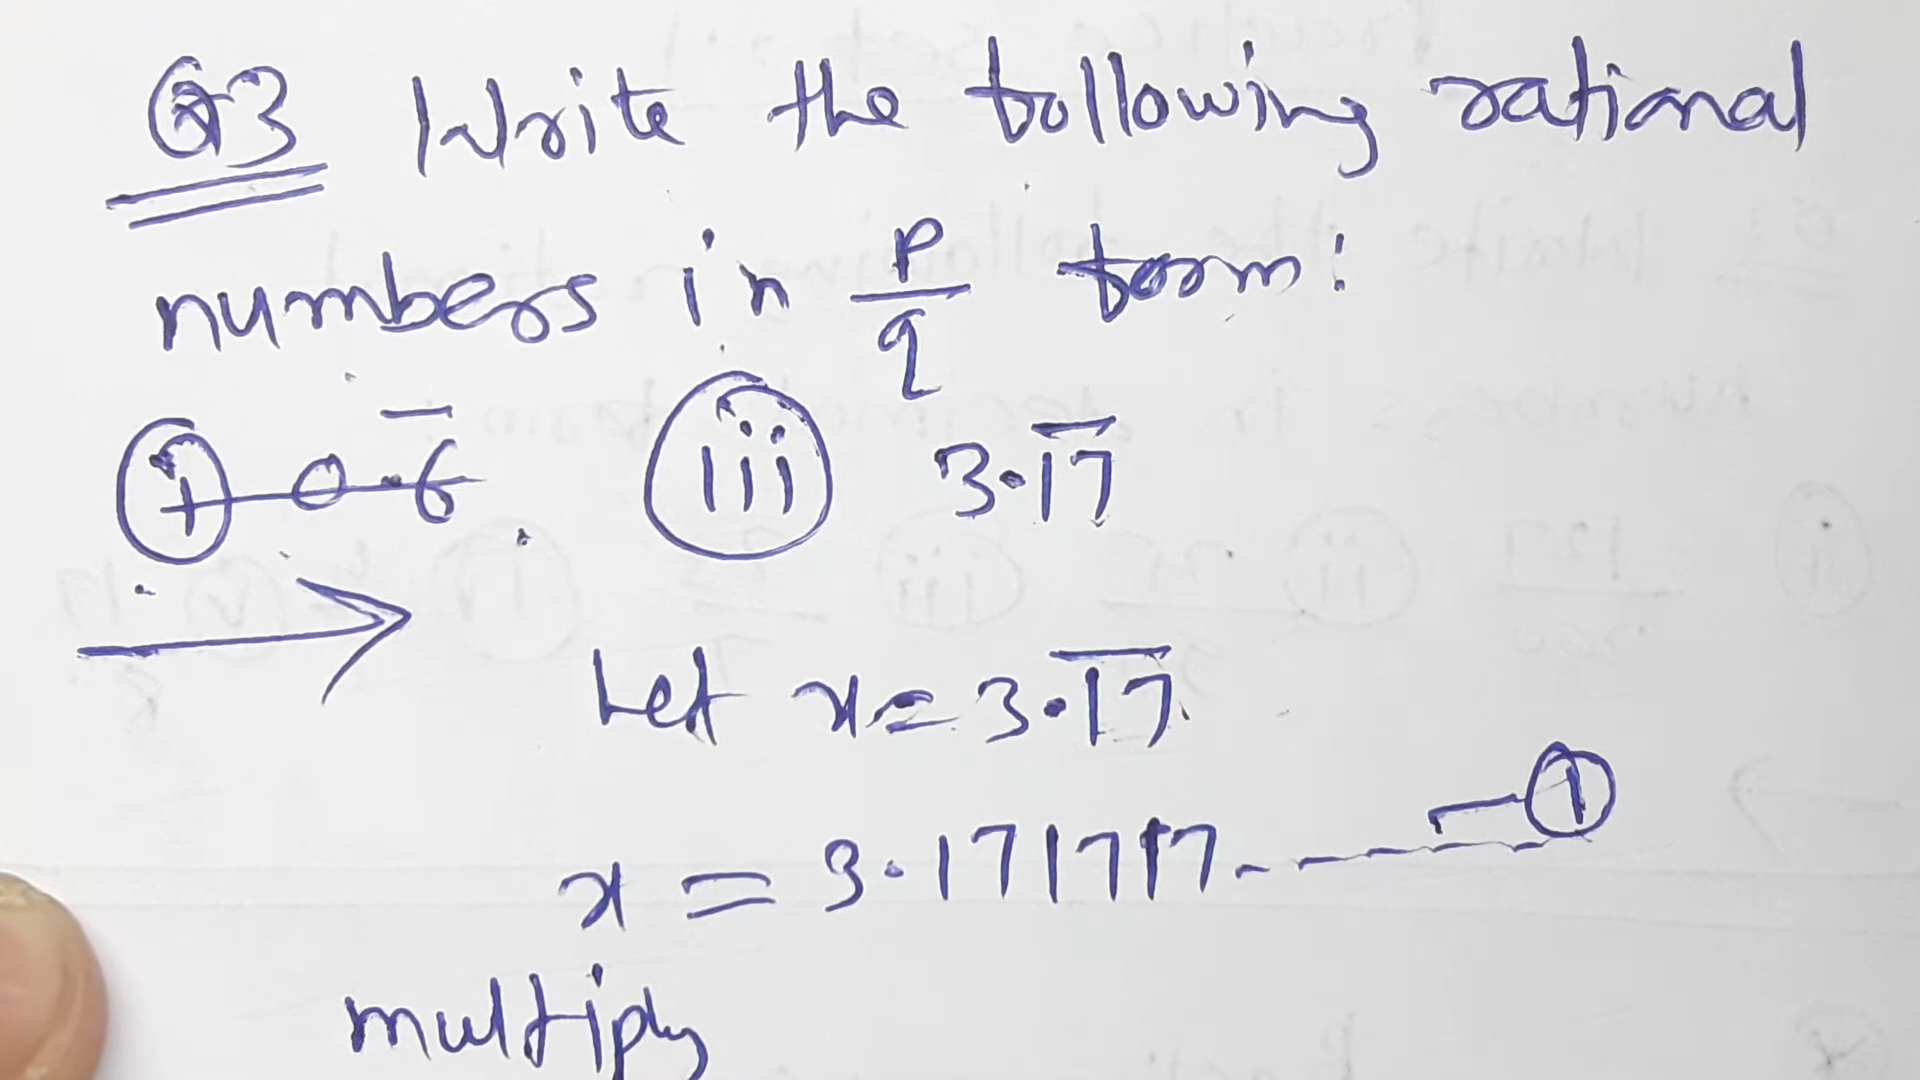 Q3 Write the following rational
numbers in p/q form:
(i) 0.6̅ (iii) 3.1̅7̅
Let x = 3.1̅7̅.
x = 3.171717------- (1)
multiply